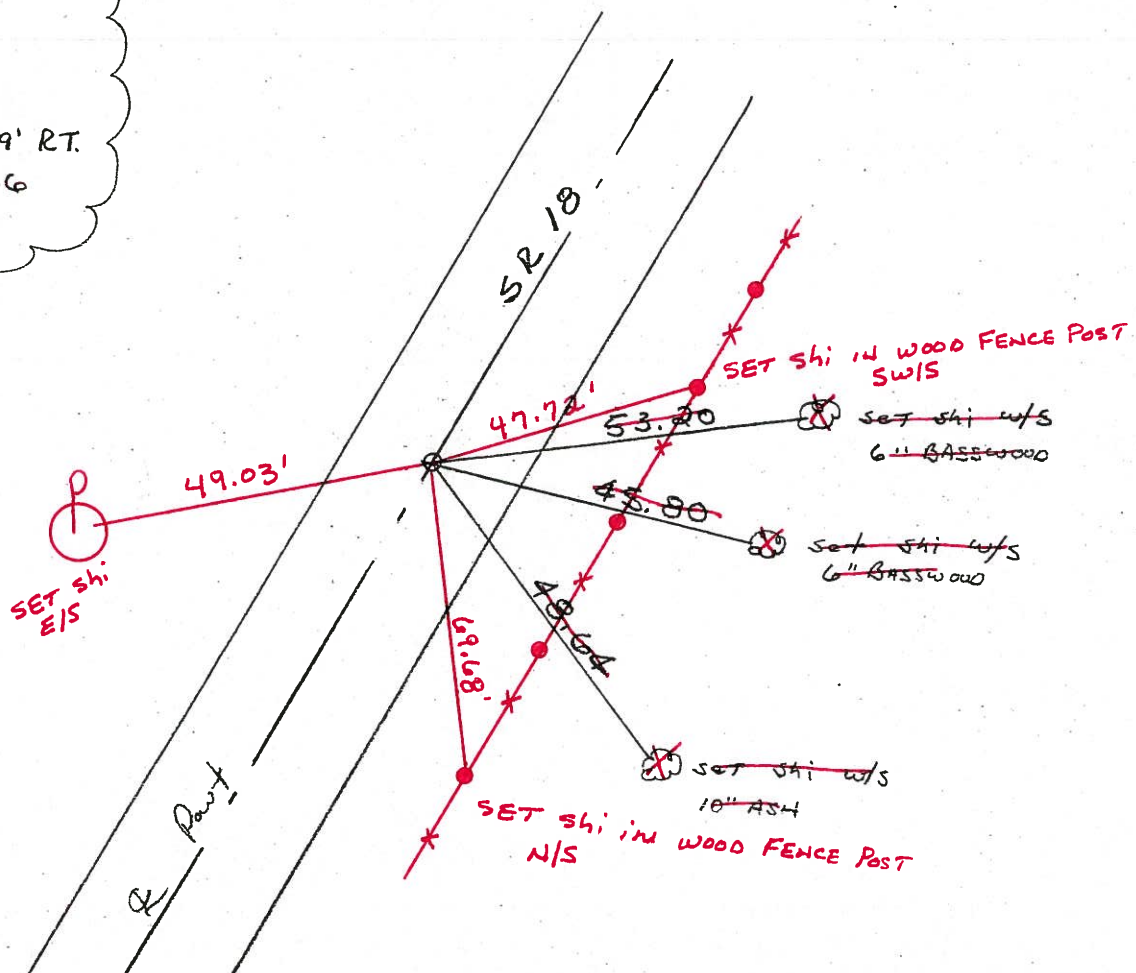 9' RT.
6
SR 18
SET Shi IN WOOD FENCE POST
SW/S
47.72'
53.20
set shi w/s
6" BASSWOOD
49.03'
45.80
Set shi w/s
6" BASSWOOD
SET Shi
E/S
48.64
69.68'
set shi w/s
10" ASH
SET Shi in WOOD FENCE POST
N/S
℄ Pavt